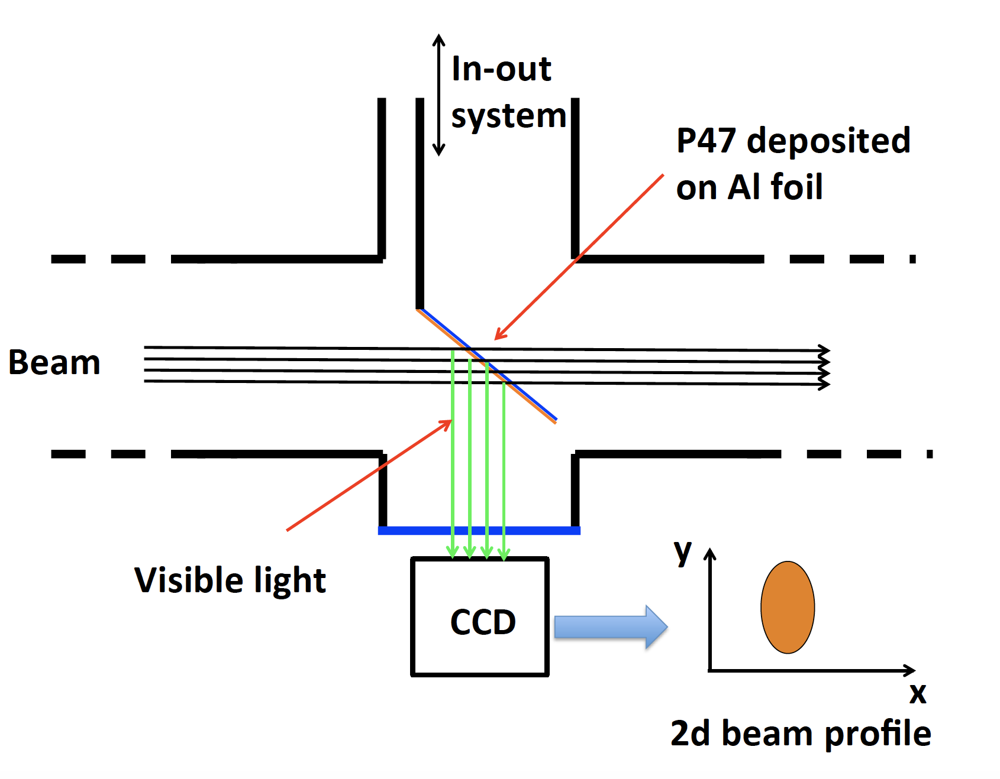 In-out
system
P47 deposited
on Al foil
Beam
Visible light
CCD
y
x
2d beam profile